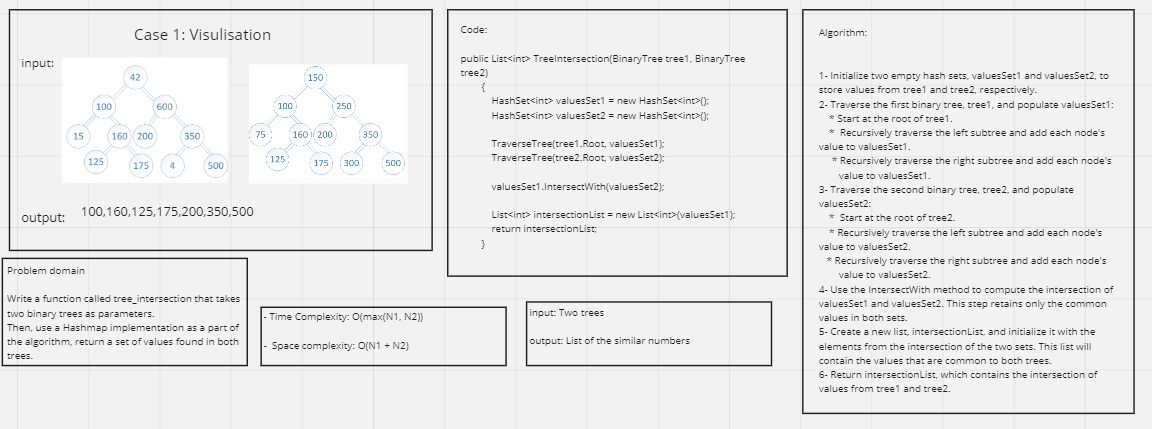 Case 1: Visulisation
input:
42
100 600
15 160 200 350
125 175 4 500
150
100 250
75 160 200 350
125 175 300 500
output: 100,160,125,175,200,350,500
Problem domain
Write a function called tree_intersection that takes
two binary trees as parameters.
Then, use a Hashmap implementation as a part of
the algorithm, return a set of values found in both
trees.
- Time Complexity: O(max(N1, N2))
- Space complexity: O(N1 + N2)
Code:
public List<int> TreeIntersection(BinaryTree tree1, BinaryTree
tree2)
{
HashSet<int> valuesSet1 = new HashSet<int>();
HashSet<int> valuesSet2 = new HashSet<int>();
TraverseTree(tree1.Root, valuesSet1);
TraverseTree(tree2.Root, valuesSet2);
valuesSet1.IntersectWith(valuesSet2);
List<int> intersectionList = new List<int>(valuesSet1);
return intersectionList;
}
input: Two trees
output: List of the similar numbers
Algorithm:
1- Initialize two empty hash sets, valuesSet1 and valuesSet2, to
store values from tree1 and tree2, respectively.
2- Traverse the first binary tree, tree1, and populate valuesSet1:
* Start at the root of tree1.
* Recursively traverse the left subtree and add each node's
value to valuesSet1.
* Recursively traverse the right subtree and add each node's
value to valuesSet1.
3- Traverse the second binary tree, tree2, and populate
valuesSet2:
* Start at the root of tree2.
* Recursively traverse the left subtree and add each node's
value to valuesSet2.
* Recursively traverse the right subtree and add each node's
value to valuesSet2.
4- Use the IntersectWith method to compute the intersection of
valuesSet1 and valuesSet2. This step retains only the common
values in both sets.
5- Create a new list, intersectionList, and initialize it with the
elements from the intersection of the two sets. This list will
contain the values that are common to both trees.
6- Return intersectionList, which contains the intersection of
values from tree1 and tree2.